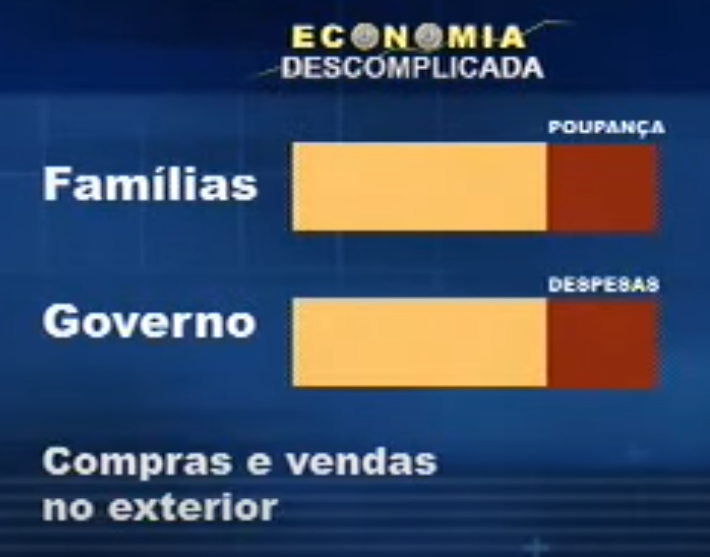 ECONOMIA
DESCOMPLICADA
POUPANÇA
Famílias
DESPESAS
Governo
Compras e vendas
no exterior